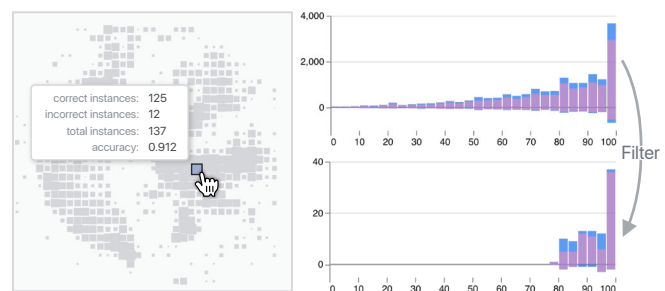 correct instances: 125
incorrect instances: 12
total instances: 137
accuracy: 0.912
4,000
2,000
0
0 10 20 30 40 50 60 70 80 90 100
Filter
40
20
0
0 10 20 30 40 50 60 70 80 90 100